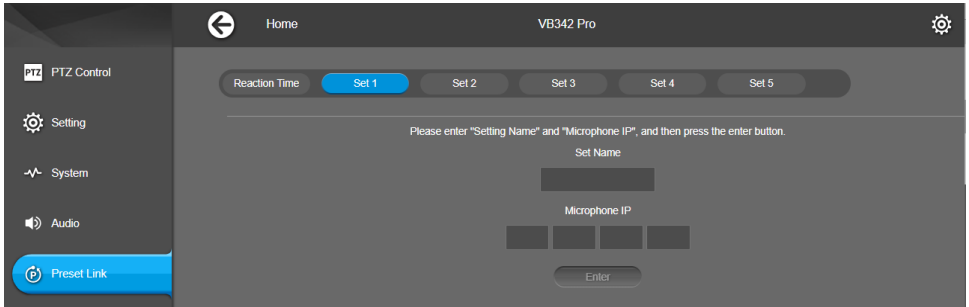 Home
VB342 Pro
PTZ PTZ Control
Setting
System
Audio
P Preset Link
Reaction Time Set 1 Set 2 Set 3 Set 4 Set 5
Please enter "Setting Name" and "Microphone IP", and then press the enter button.
Set Name
Microphone IP
Enter